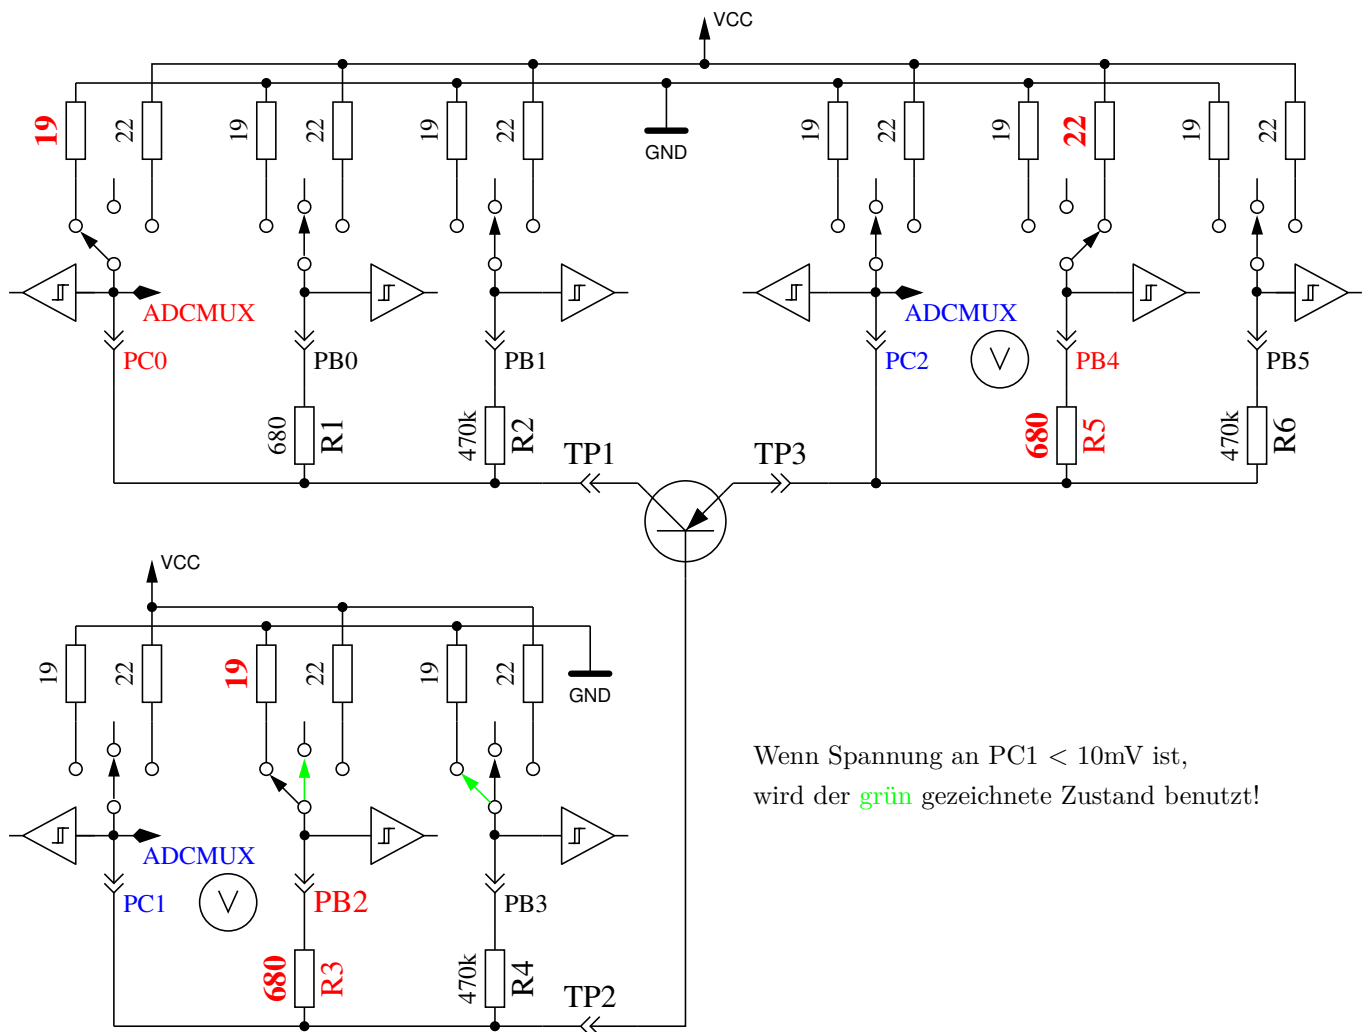 VCC
19
22
19
22
19
22
GND
19
22
19
22
19
22
ADCMUX
ADCMUX
PC0
PB0
PB1
PC2
V
PB4
PB5
680
R1
470k
R2
680
R5
470k
R6
TP1
TP3
VCC
19
22
19
22
19
22
GND
Wenn Spannung an PC1 < 10mV ist,
wird der grün gezeichnete Zustand benutzt!
ADCMUX
PC1
V
PB2
PB3
680
R3
470k
R4
TP2